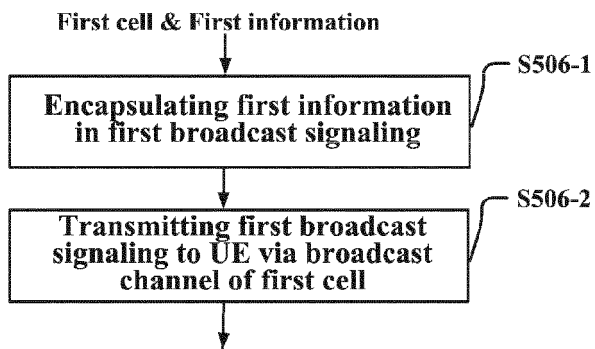 First cell & First information
S506-1
Encapsulating first information
in first broadcast signaling
S506-2
Transmitting first broadcast
signaling to UE via broadcast
channel of first cell